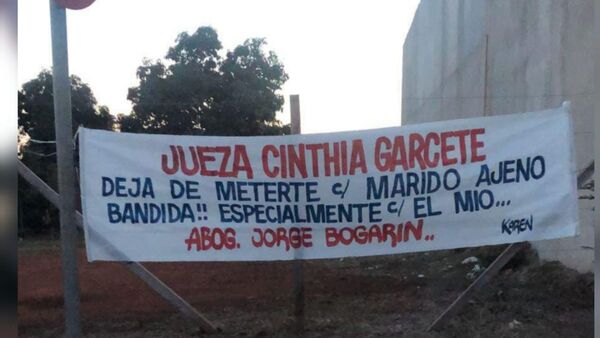 JUEZA CINTHIA GARCETE
DEJA DE METERTE c/ MARIDO AJENO
BANDIDA!! ESPECIALMENTE c/ EL MIO...
ABOG. JORGE BOGARIN..
KAREN